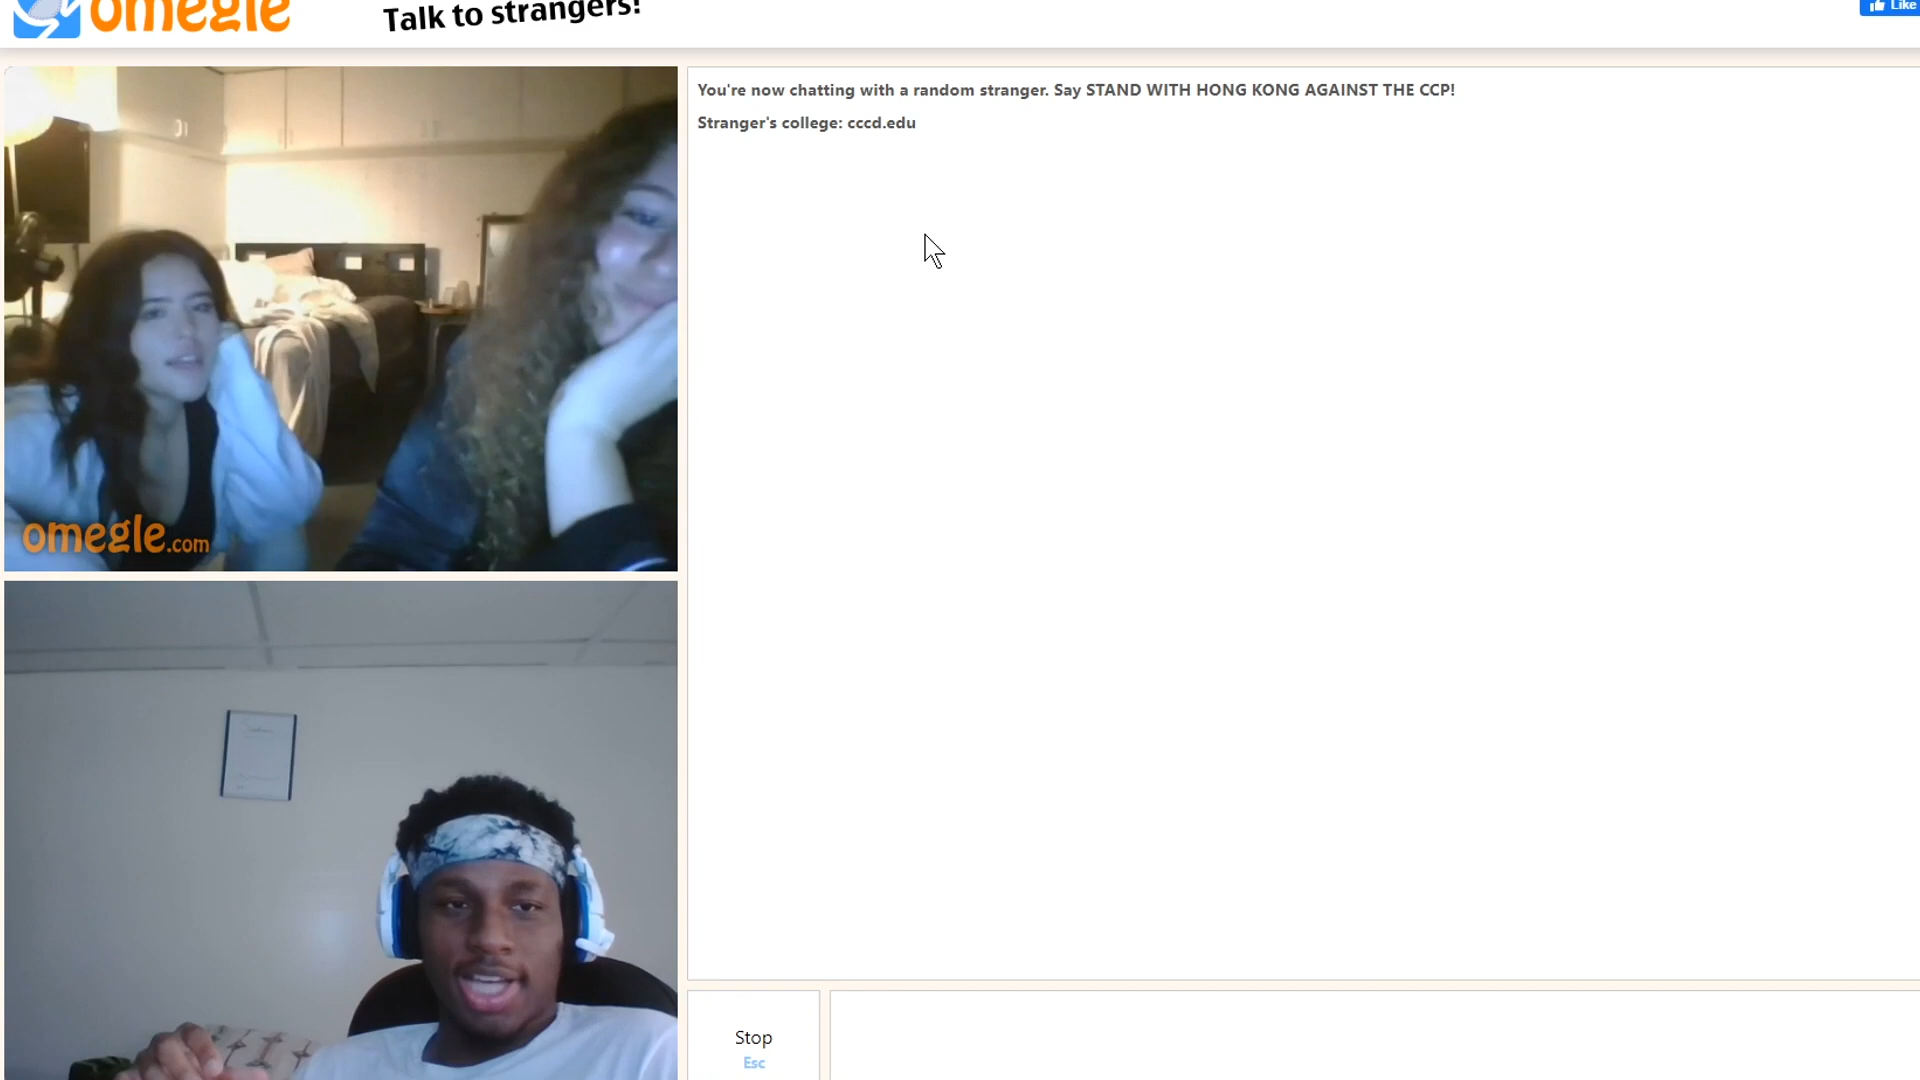 omegle
Talk to strangers!
Like
You're now chatting with a random stranger. Say STAND WITH HONG KONG AGAINST THE CCP!
Stranger's college: cccd.edu
omegle.com
Stop
Esc